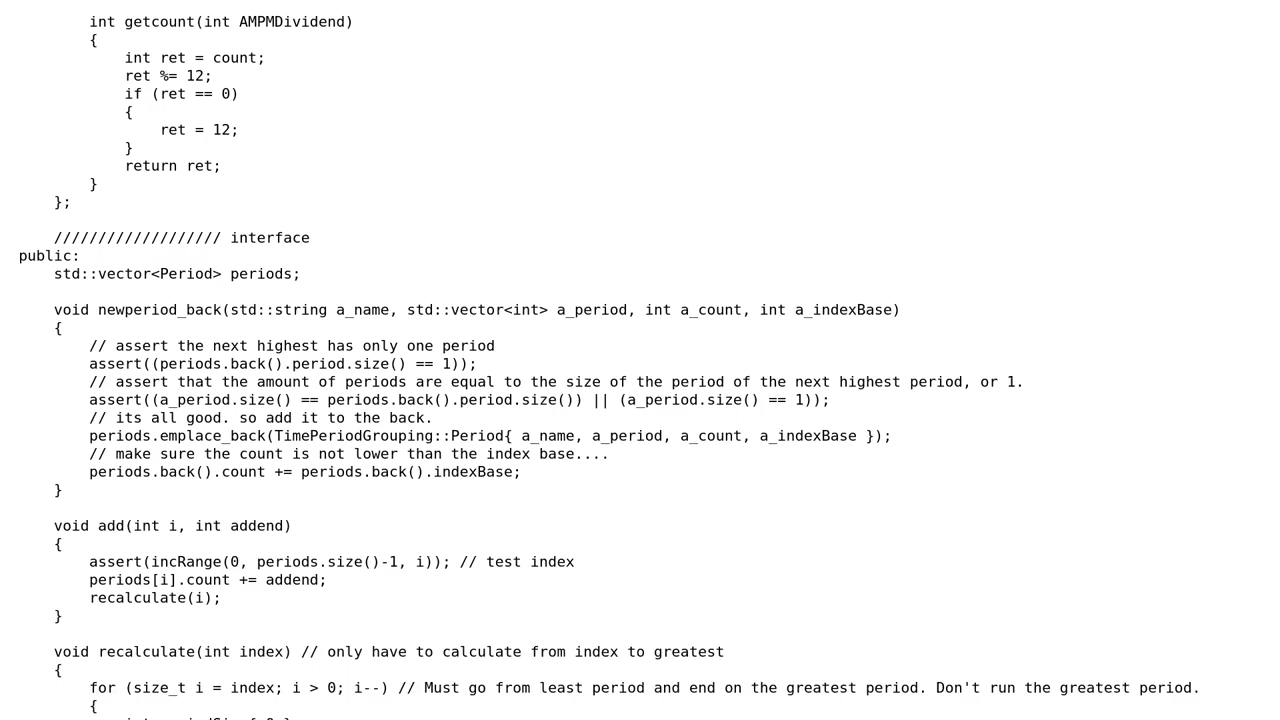 int getcount(int AMPMDividend)
{
int ret = count;
ret %= 12;
if (ret == 0)
{
ret = 12;
}
return ret;
}
};
/////////////////// interface
public:
std::vector<Period> periods;
void newperiod_back(std::string a_name, std::vector<int> a_period, int a_count, int a_indexBase)
{
// assert the next highest has only one period
assert((periods.back().period.size() == 1));
// assert that the amount of periods are equal to the size of the period of the next highest period, or 1.
assert((a_period.size() == periods.back().period.size()) || (a_period.size() == 1));
// its all good. so add it to the back.
periods.emplace_back(TimePeriodGrouping::Period{ a_name, a_period, a_count, a_indexBase });
// make sure the count is not lower than the index base....
periods.back().count += periods.back().indexBase;
}
void add(int i, int addend)
{
assert(incRange(0, periods.size()-1, i)); // test index
periods[i].count += addend;
recalculate(i);
}
void recalculate(int index) // only have to calculate from index to greatest
{
for (size_t i = index; i > 0; i--) // Must go from least period and end on the greatest period. Don't run the greatest period.
{